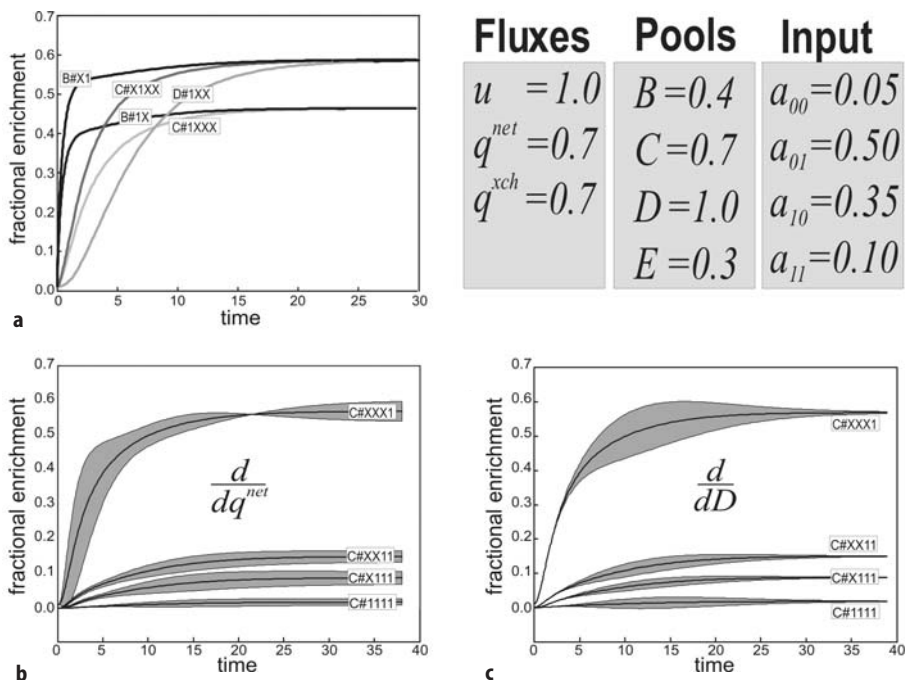 0.7
0.6
0.5
0.4
0.3
0.2
0.1
0.0
fractional enrichment
B#X1
C#X1XX
D#1XX
B#1X
C#1XXX
0 5 10 15 20 25 30
time
a
Fluxes
u = 1.0
q^net = 0.7
q^xch = 0.7
Pools
B = 0.4
C = 0.7
D = 1.0
E = 0.3
Input
a_00 = 0.05
a_01 = 0.50
a_10 = 0.35
a_11 = 0.10
0.7
0.6
0.5
0.4
0.3
0.2
0.1
0.0
fractional enrichment
C#XXX1
d
dq^net
C#XX11
C#X111
C#1111
0 5 10 15 20 25 30 35 40
time
b
0.7
0.6
0.5
0.4
0.3
0.2
0.1
0.0
fractional enrichment
C#XXX1
d
dD
C#XX11
C#X111
C#1111
0 5 10 15 20 25 30 35 40
time
c